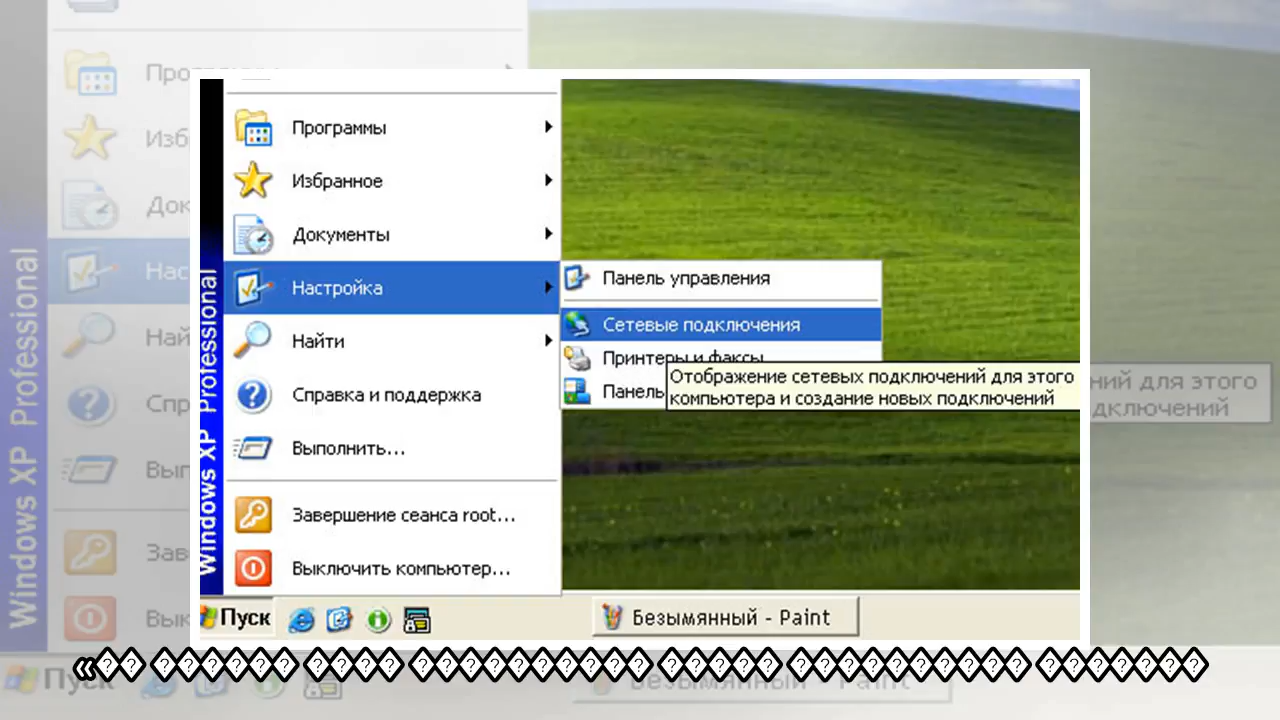 Программы
Избранное
Документы
Настройка
Найти
Справка и поддержка
Выполнить...
Завершение сеанса root...
Выключить компьютер...
Windows XP Professional
Панель управления
Сетевые подключения
Принтеры и факсы
Панель
Отображение сетевых подключений для этого
компьютера и создание новых подключений
Пуск
Безымянный - Paint
«�� ������ ���� ���������� ����� ���������� �������